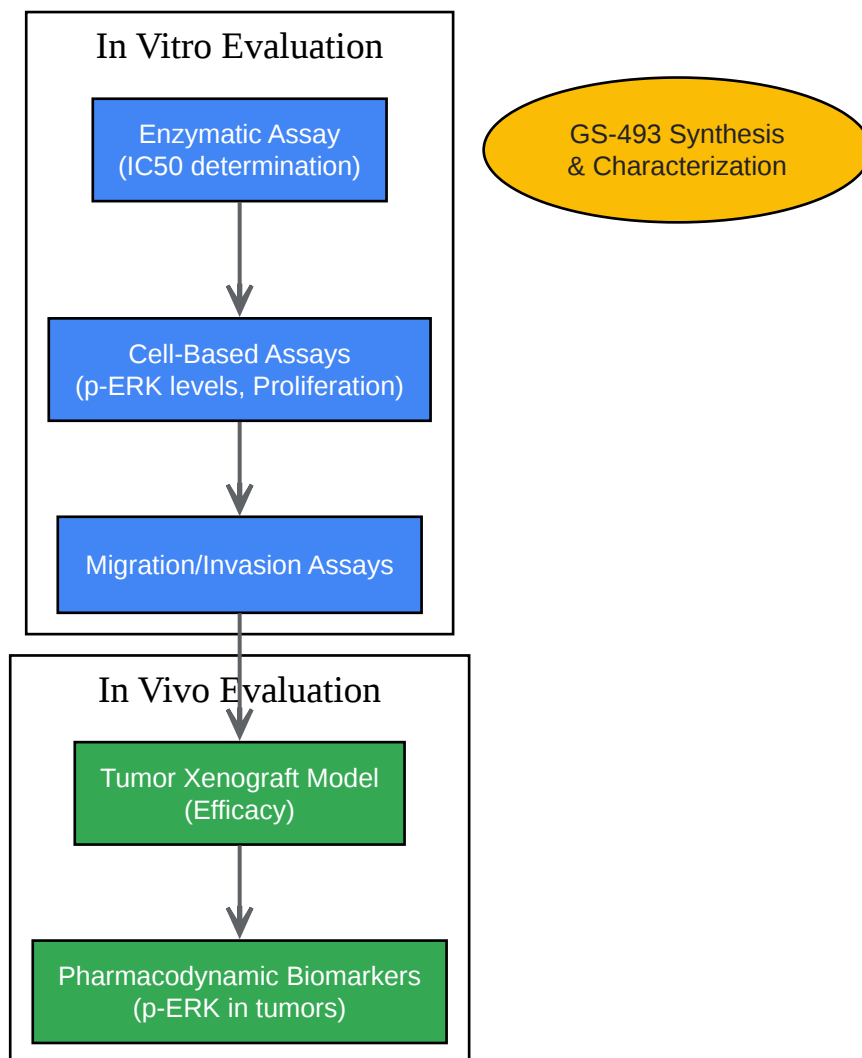 In Vitro Evaluation
Enzymatic Assay
(IC50 determination)
GS-493 Synthesis
& Characterization
Cell-Based Assays
(p-ERK levels, Proliferation)
Migration/Invasion Assays
In Vivo Evaluation
Tumor Xenograft Model
(Efficacy)
Pharmacodynamic Biomarkers
(p-ERK in tumors)